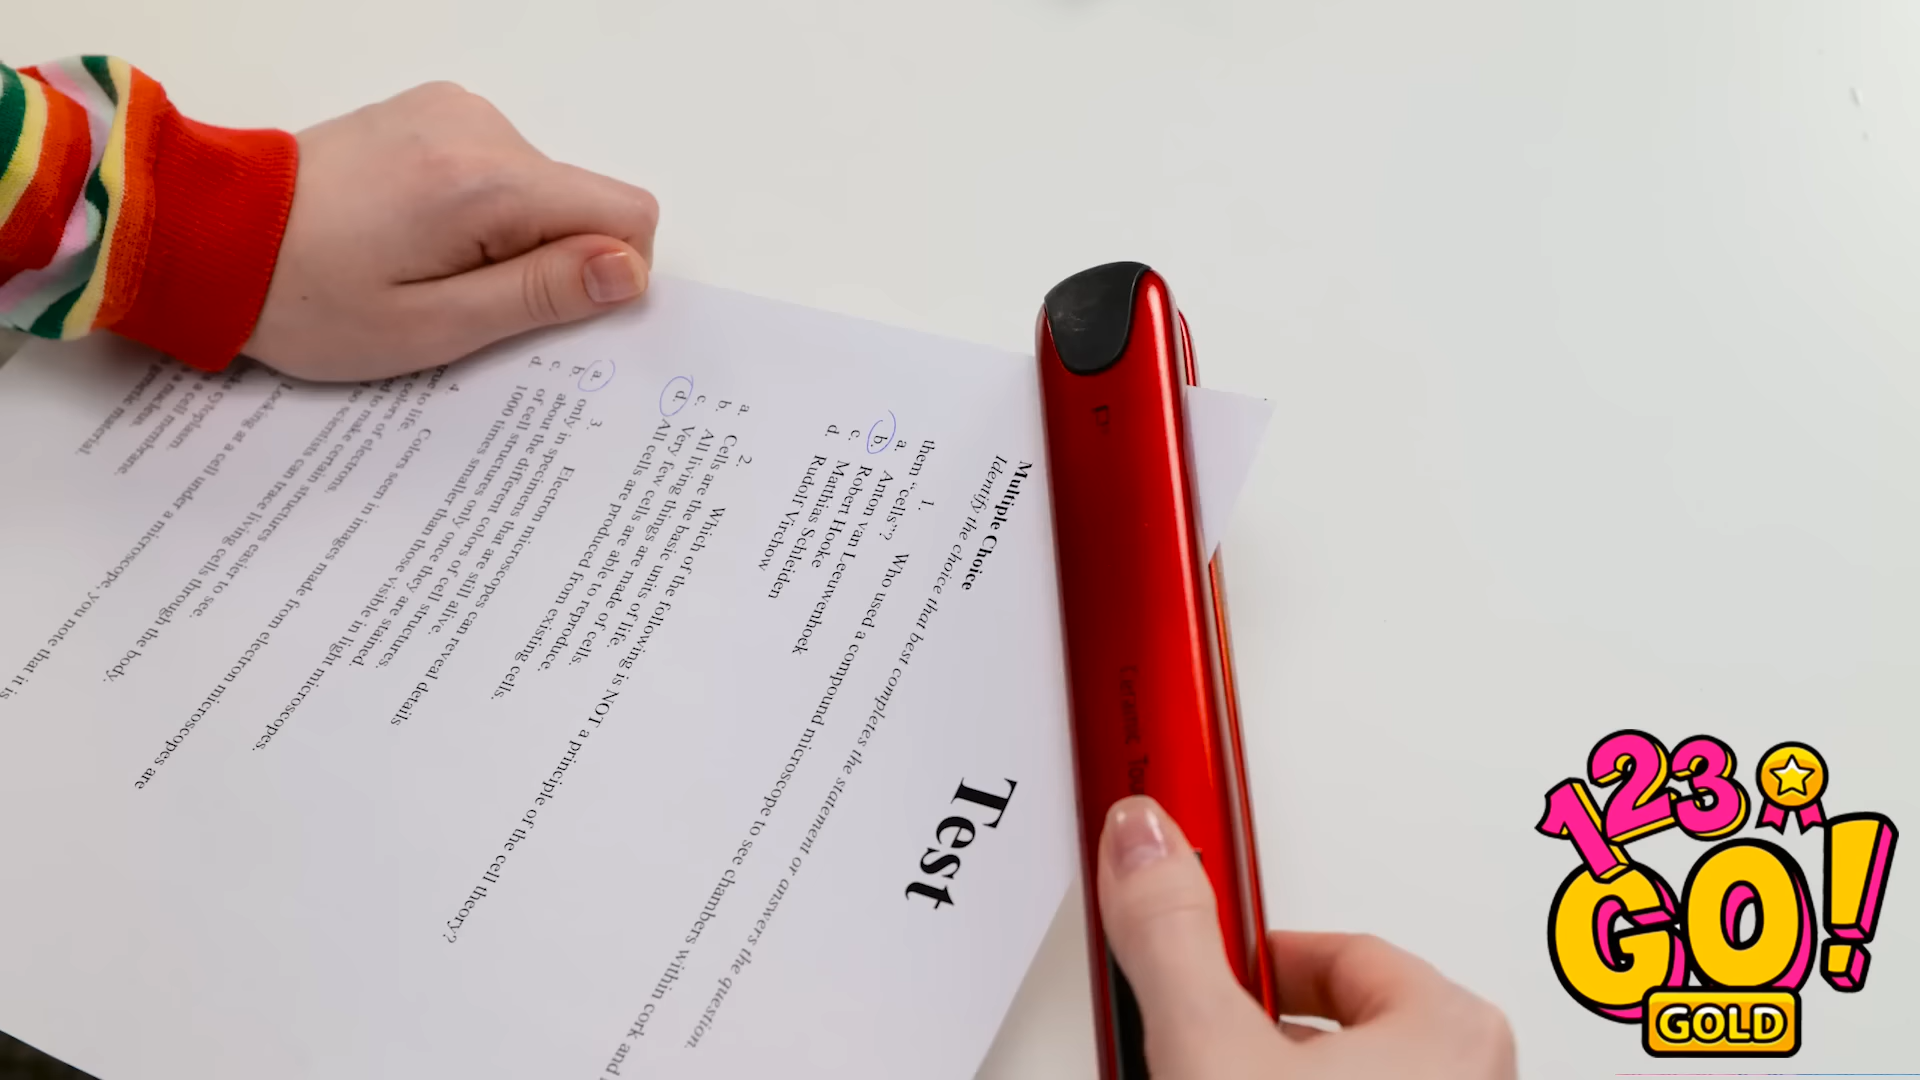 Test
Multiple Choice
Identify the choice that best completes the statement or answers the question.
1. Who used a compound microscope to see chambers within cork and
them "cells"?
a. Anton van Leeuwenhoek
b. Robert Hooke
c. Matthias Schleiden
d. Rudolf Virchow
2. Which of the following is NOT a principle of the cell theory?
a. Cells are the basic units of life.
b. All living things are made of cells.
c. Very few cells are able to reproduce.
d. All cells are produced from existing cells.
3. Electron microscopes can reveal details
a. only in specimens that are still alive.
b. about the different colors of cell structures.
c. of cell structures only once they are stained.
d. 1000 times smaller than those visible in light microscopes.
4. Colors seen in images made from electron microscopes are
true to life.
colors of electrons.
to make certain structures easier to see.
so scientists can trace living cells through the body.
Looking at a cell under a microscope, you note that it is
cytoplasm.
a cell membrane.
a nucleus.
genetic material.
Ceramic
123
GO!
GOLD